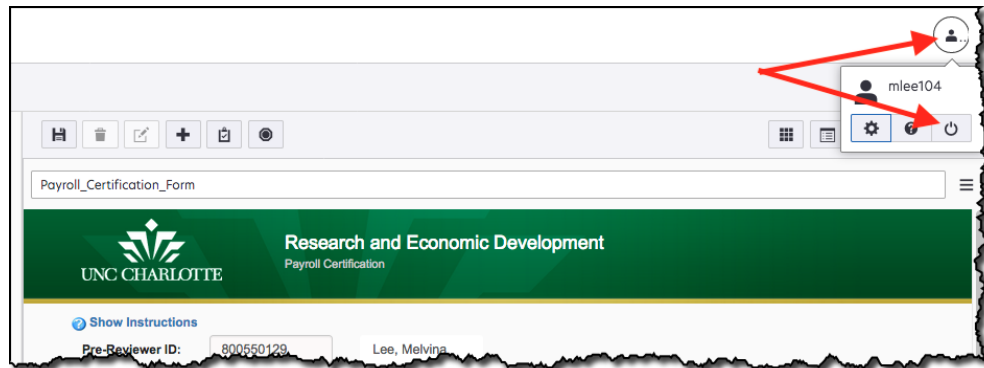 mlee104
Payroll_Certification_Form
UNC CHARLOTTE
Research and Economic Development
Payroll Certification
Show Instructions
Pre-Reviewer ID: 800550129 Lee, Melvina